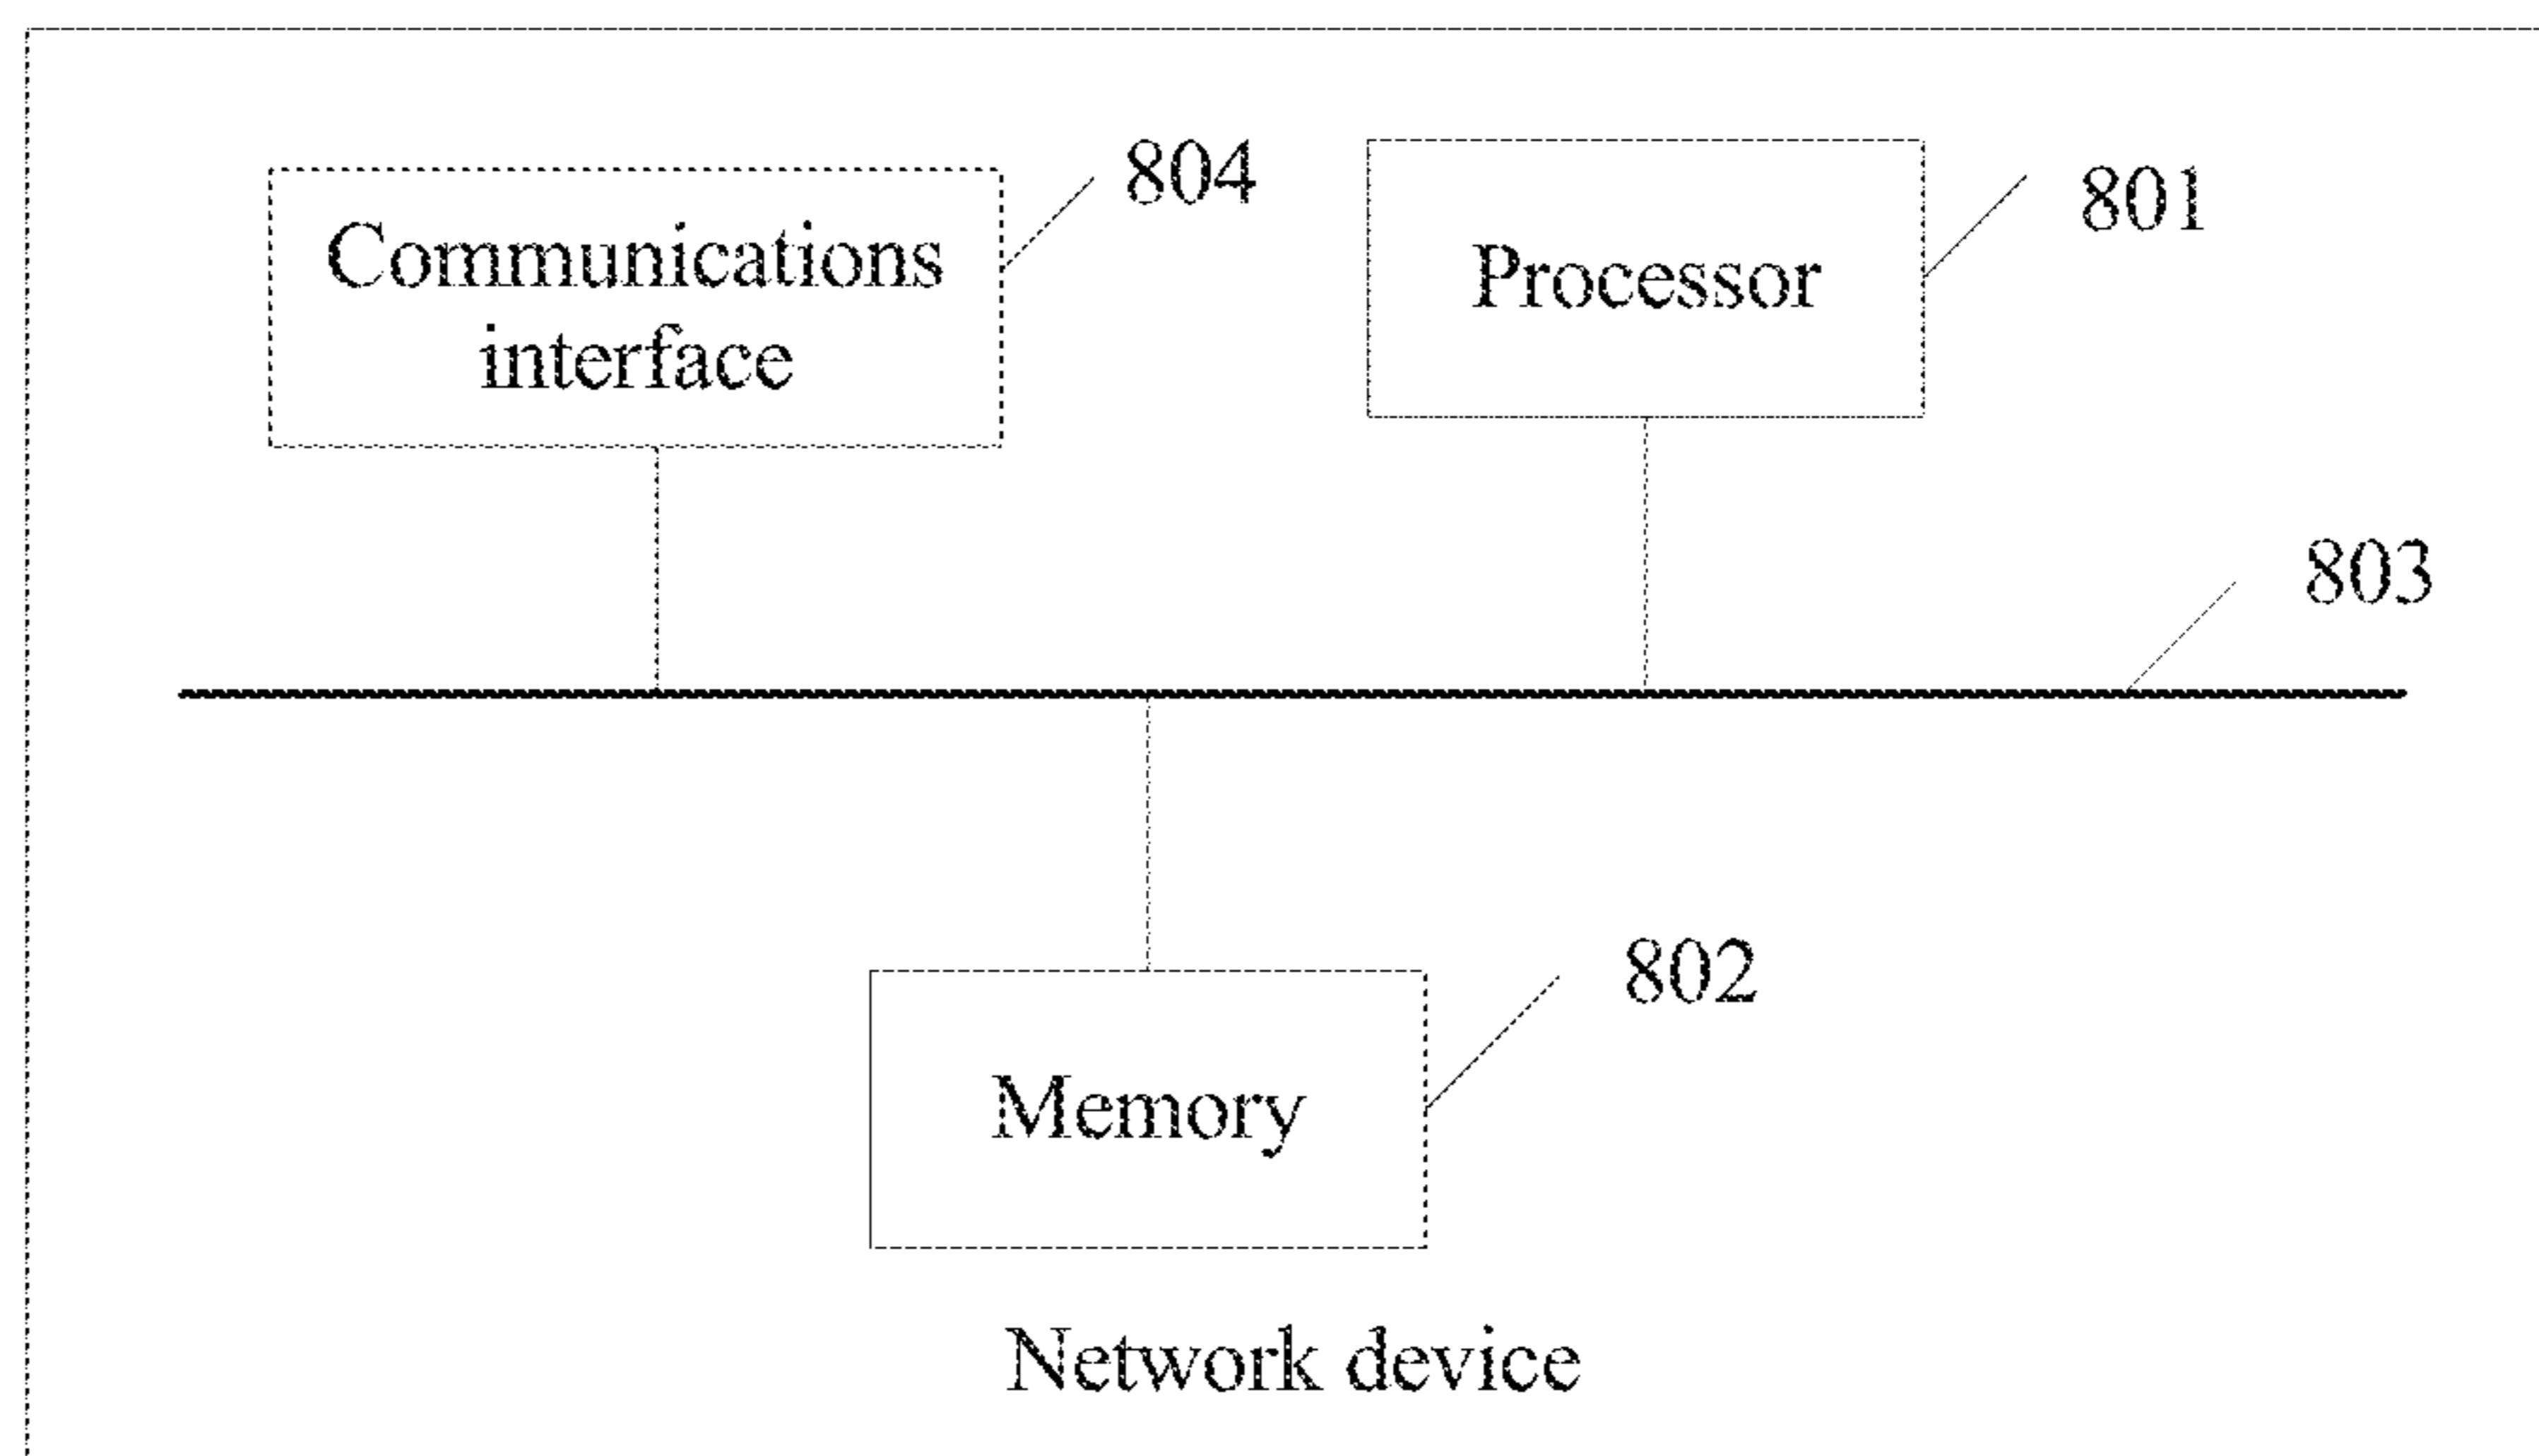 804
801
Communications
interface
Processor
803
802
Memory
Network device